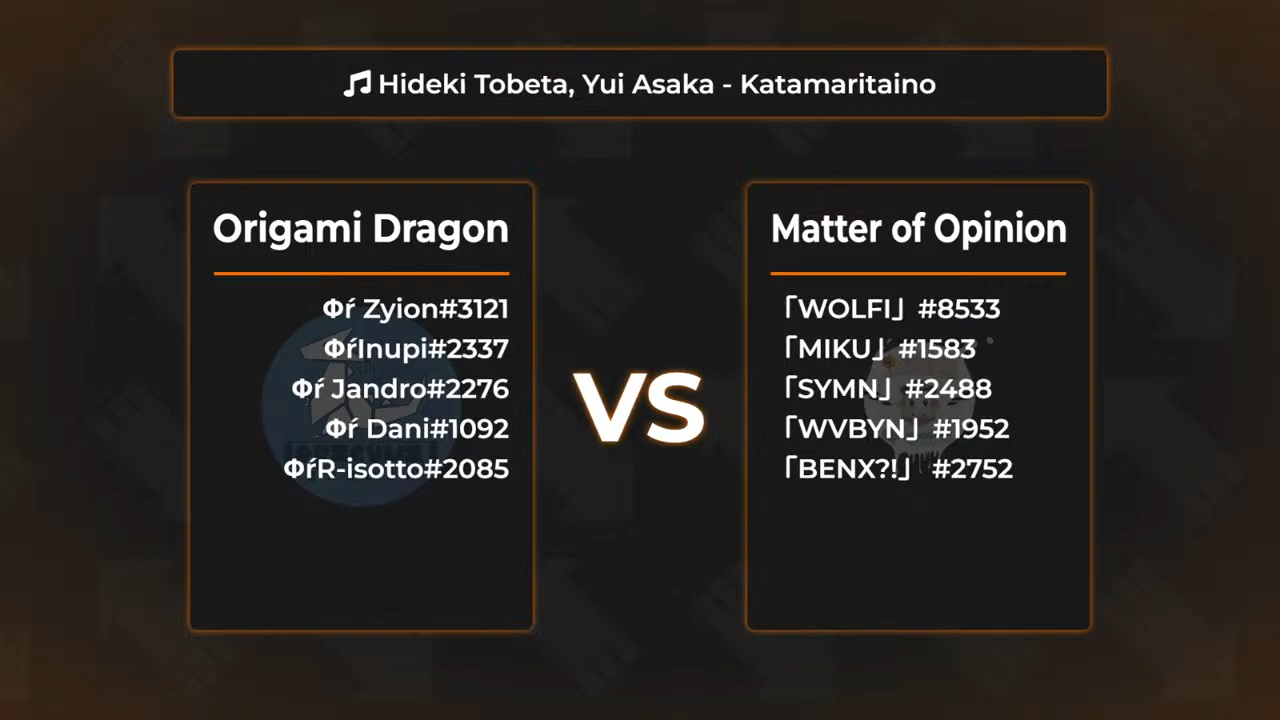 🎵 Hideki Tobeta, Yui Asaka - Katamaritaino
Origami Dragon
Φŕ Zyion#3121
ΦŕInupi#2337
Φŕ Jandro#2276
Φŕ Dani#1092
ΦŕR-isotto#2085
VS
Matter of Opinion
「WOLFI」 #8533
「MIKU」 #1583
「SYMN」 #2488
「WVBYN」 #1952
「BENX?!」 #2752